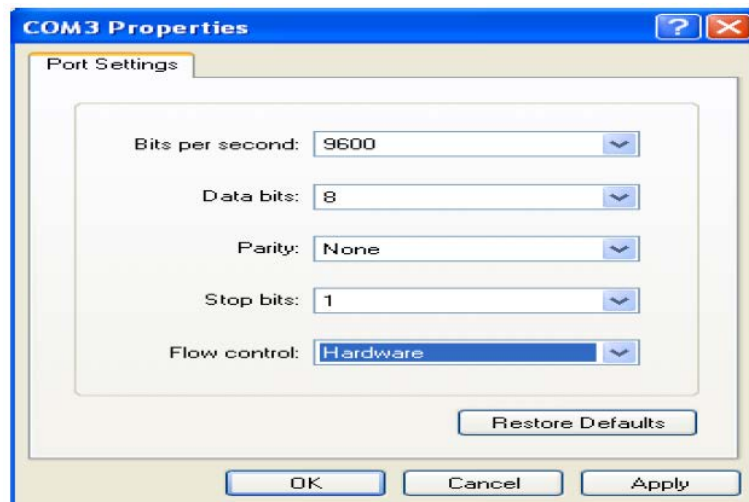 COM3 Properties
Port Settings
Bits per second: 9600
Data bits: 8
Parity: None
Stop bits: 1
Flow control: Hardware
Restore Defaults
OK Cancel Apply